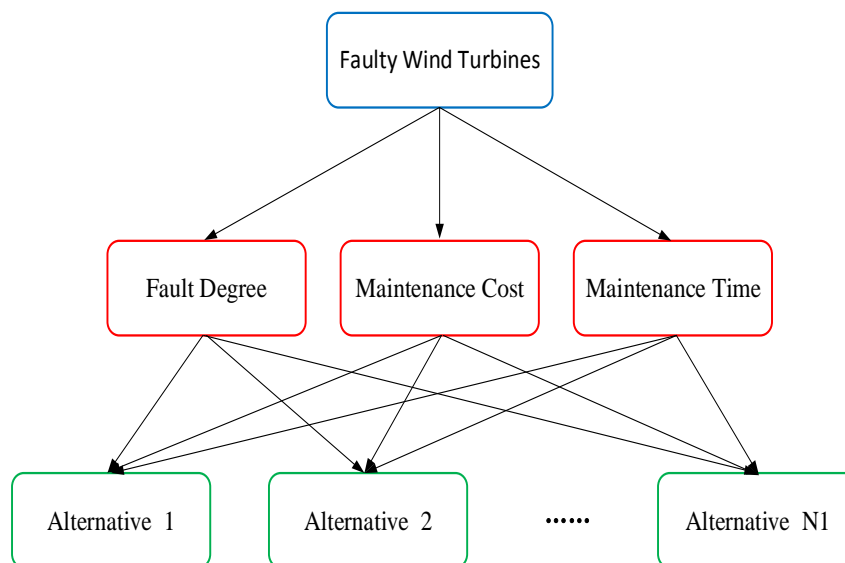 Faulty Wind Turbines
Fault Degree
Maintenance Cost
Maintenance Time
Alternative 1
Alternative 2
······
Alternative N1